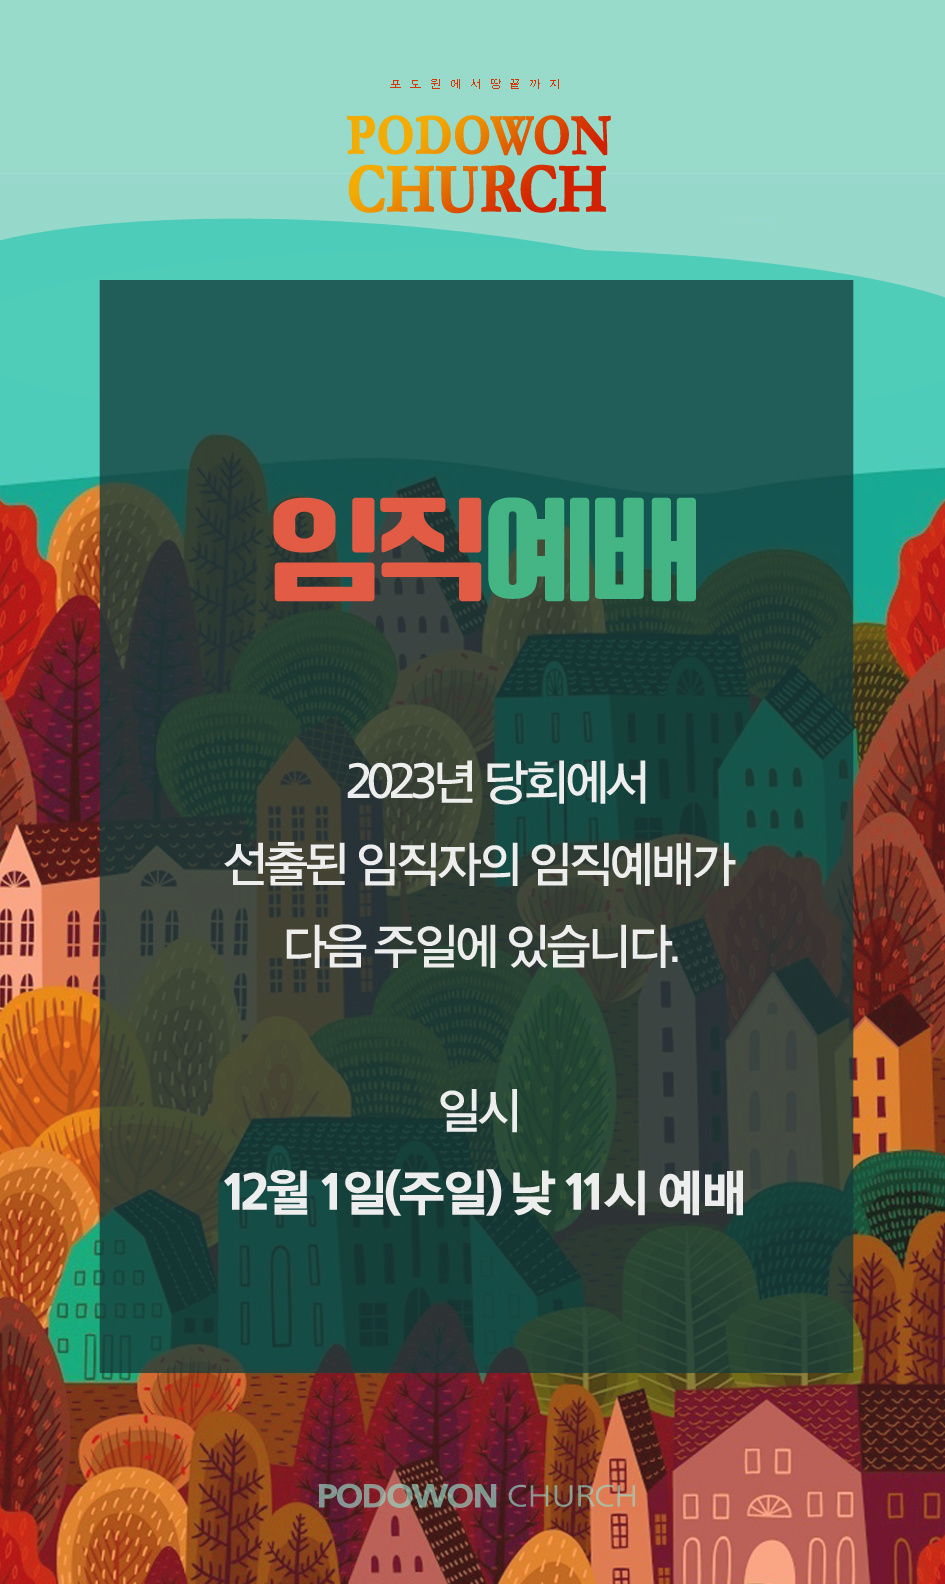 포도원에서땅끝까지
PODOWON
CHURCH
임직예배
2023년 당회에서
선출된 임직자의 임직예배가
다음 주일에 있습니다.
일시
12월 1일(주일) 낮 11시 예배
PODOWON CHURCH